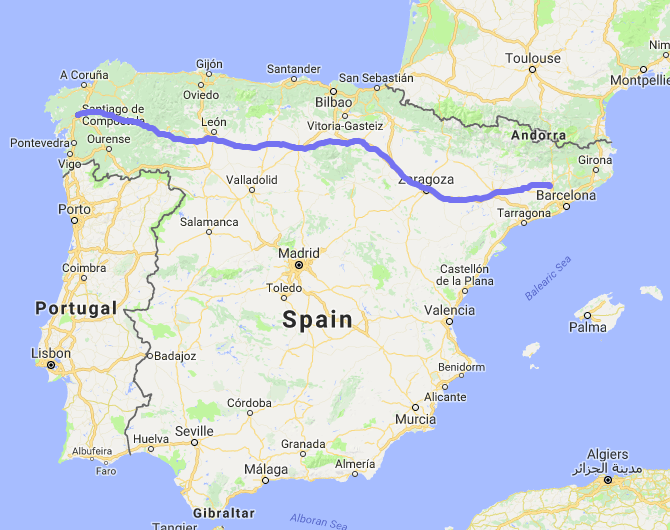 Toulouse
Nim
Montpellie
Gijón
A Coruña
Santander
San Sebastián
Oviedo
Bilbao
Santiago de
Compostela
León
Vitoria-Gasteiz
Andorra
Pontevedra
Ourense
Vigo
Girona
Valladolid
Zaragoza
Barcelona
Porto
Tarragona
Salamanca
Madrid
Coimbra
Castellón
de la Plana
Balearic Sea
Toledo
Portugal
Spain
Valencia
Palma
Lisbon
Badajoz
Benidorm
Alicante
Córdoba
Murcia
Huelva
Seville
Granada
Albufeira
Faro
Almería
Málaga
Algiers
مدينة الجزائر
Gibraltar
Alboran Sea
Tangier